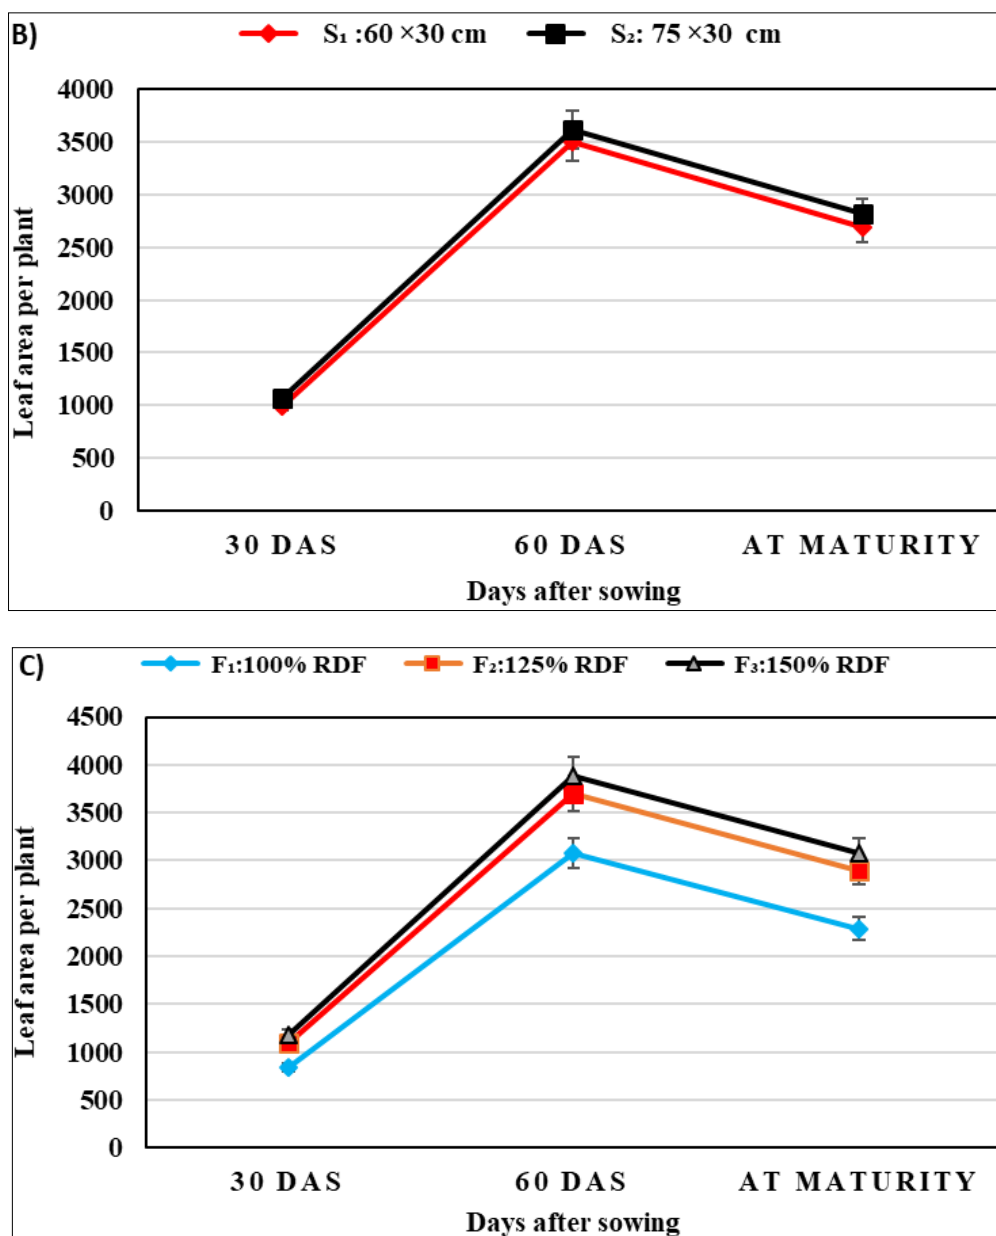 B)
S₁ :60 ×30 cm
S₂: 75 ×30 cm
4000
3500
3000
2500
2000
1500
1000
500
0
Leaf area per plant
30 DAS
60 DAS
AT MATURITY
Days after sowing
C)
F₁:100% RDF
F₂:125% RDF
F₃:150% RDF
4500
4000
3500
3000
2500
2000
1500
1000
500
0
Leaf area per plant
30 DAS
60 DAS
AT MATURITY
Days after sowing